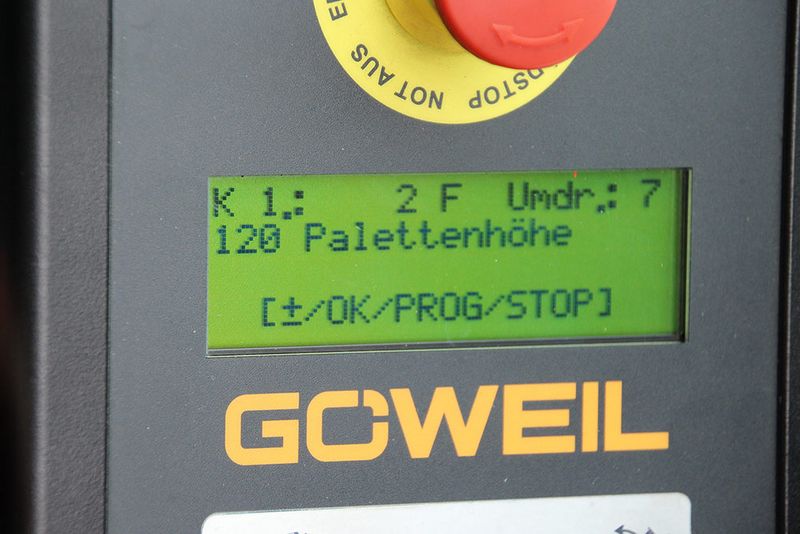 NOT AUS
K 1.: 2 F Umdr.: 7
120 Palettenhöhe
[±/OK/PROG/STOP]
GÖWEIL